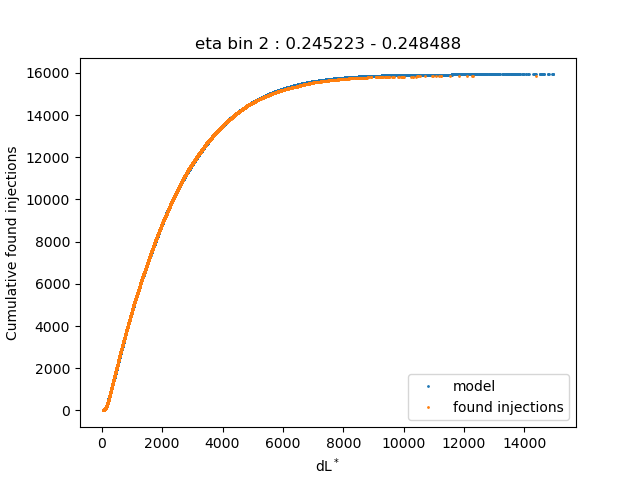 eta bin 2 : 0.245223 - 0.248488
16000
14000
12000
10000
8000
6000
4000
2000
0
Cumulative found injections
model
found injections
0 2000 4000 6000 8000 10000 12000 14000
dL*